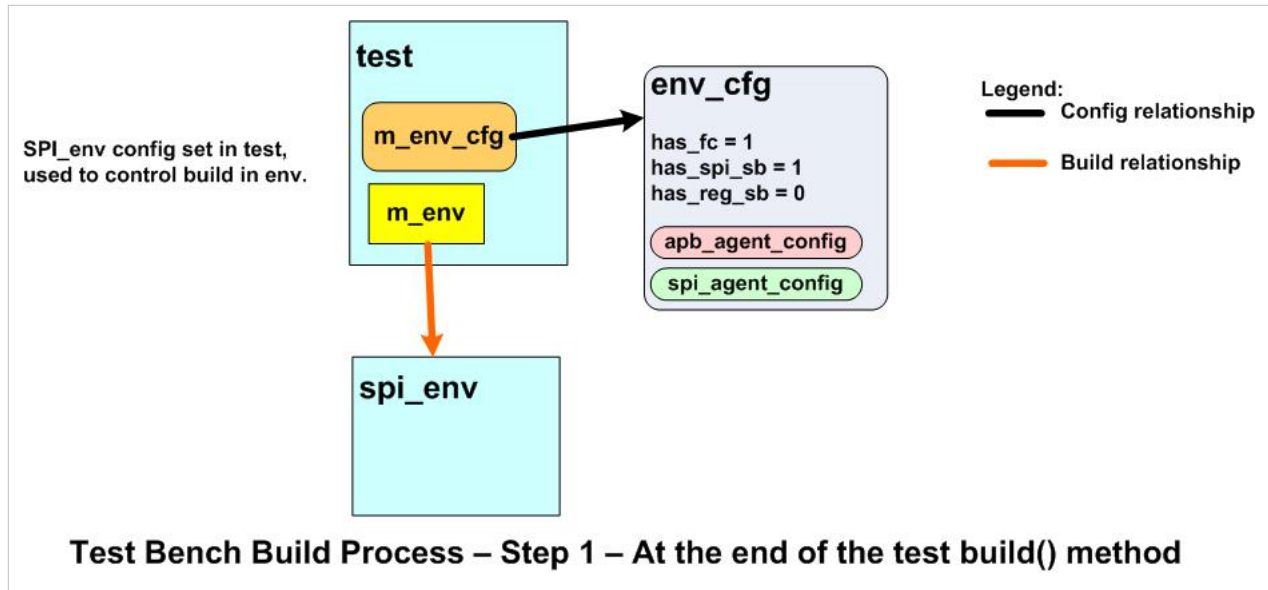 test
m_env_cfg
m_env
SPI_env config set in test,
used to control build in env.
env_cfg
has_fc = 1
has_spi_sb = 1
has_reg_sb = 0
apb_agent_config
spi_agent_config
Legend:
Config relationship
Build relationship
spi_env
Test Bench Build Process – Step 1 – At the end of the test build() method